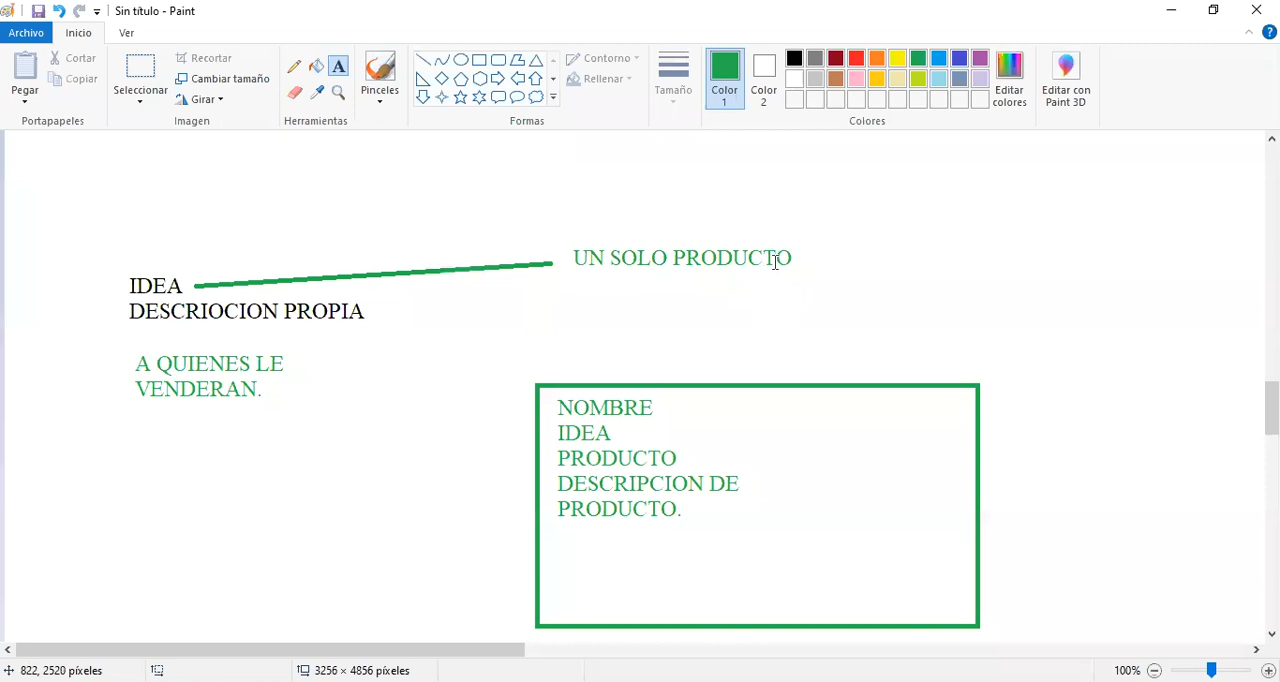 Sin título - Paint
Archivo
Inicio
Ver
Pegar
Cortar
Copiar
Portapapeles
Seleccionar
Recortar
Cambiar tamaño
Girar
Imagen
A
Herramientas
Pinceles
Contorno
Rellenar
Formas
Tamaño
Color 1
Color 2
Editar colores
Colores
Editar con Paint 3D
UN SOLO PRODUCTO
IDEA
DESCRIOCION PROPIA
A QUIENES LE
VENDERAN.
NOMBRE
IDEA
PRODUCTO
DESCRIPCION DE
PRODUCTO.
822, 2520 píxeles
3256 × 4856 píxeles
100%